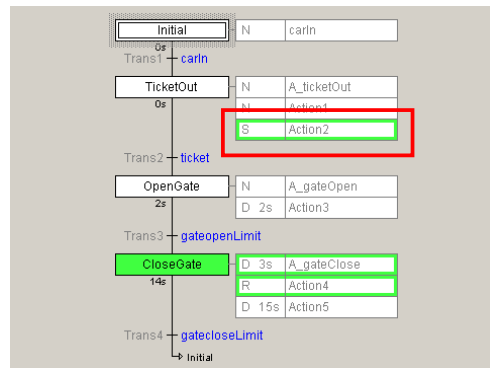 Initial N carIn
0s
Trans1 carIn
TicketOut N A_ticketOut
0s N Action1
S Action2
Trans2 ticket
OpenGate N A_gateOpen
2s D 2s Action3
Trans3 gateopenLimit
CloseGate D 3s A_gateClose
14s R Action4
D 15s Action5
Trans4 gatecloseLimit
Initial